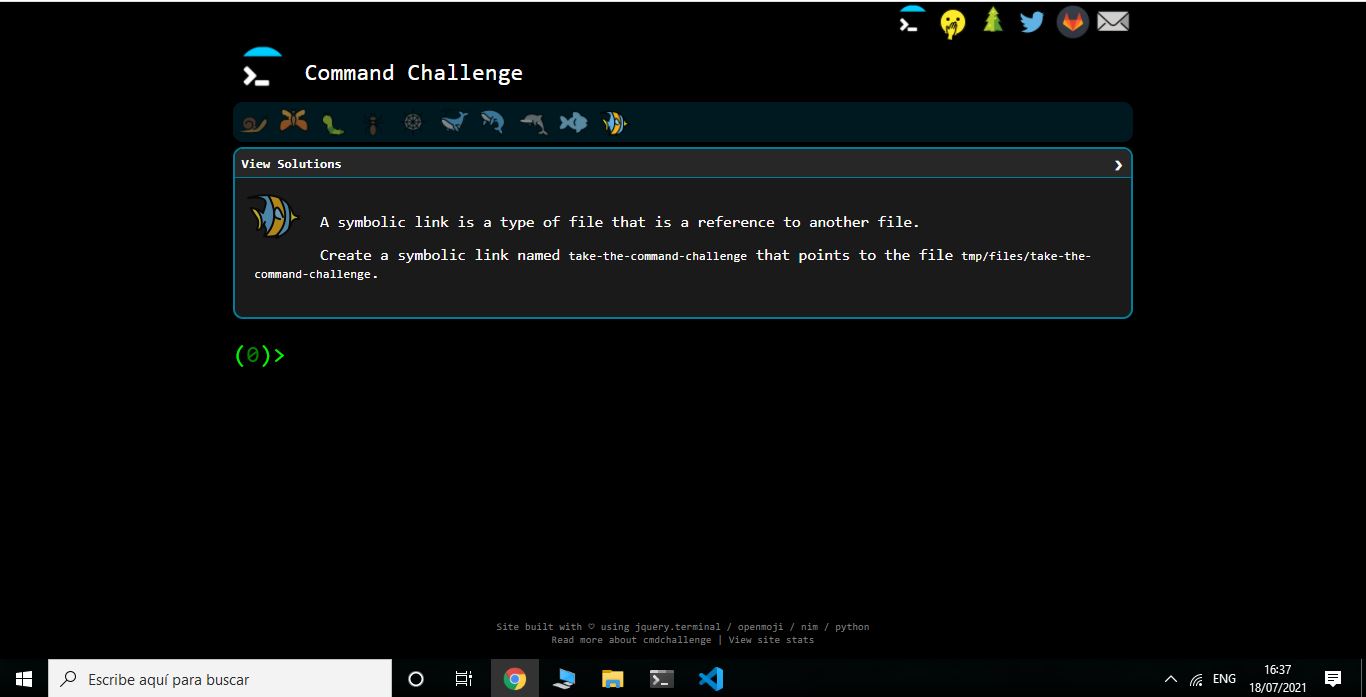 Command Challenge
View Solutions
A symbolic link is a type of file that is a reference to another file.
Create a symbolic link named take-the-command-challenge that points to the file tmp/files/take-the-
command-challenge.
(0)>
Site built with ♡ using jquery.terminal / openmoji / nim / python
Read more about cmdchallenge | View site stats
Escribe aquí para buscar
ENG
16:37
18/07/2021